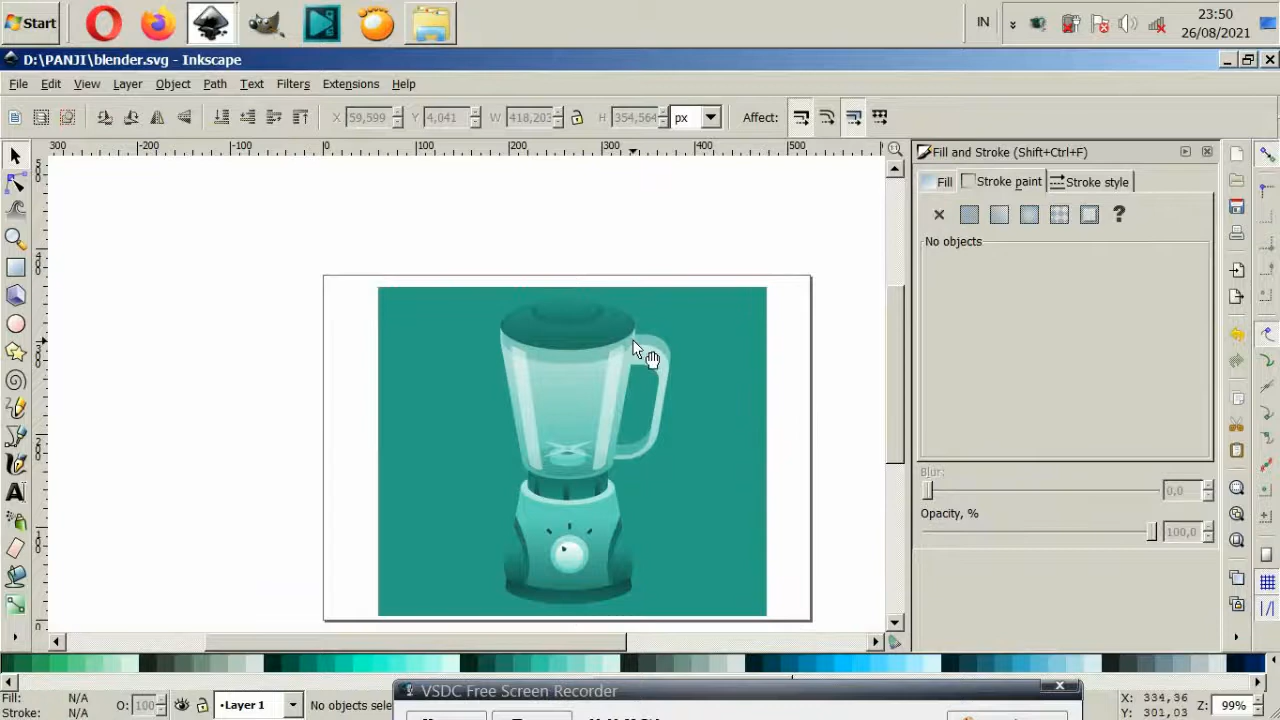 Start
IN
23:50
26/08/2021
D:\PANJI\blender.svg - Inkscape
File Edit View Layer Object Path Text Filters Extensions Help
X 59,599 Y 4,041 W 418,203 H 354,564 px Affect:
300 -200 -100 0 100 200 300 400 500
Fill and Stroke (Shift+Ctrl+F)
Fill Stroke paint Stroke style
No objects
Blur:
0,0
Opacity, %
100,0
Fill: N/A
Stroke: N/A
O: 100
•Layer 1
No objects sele
VSDC Free Screen Recorder
X: 334,36
Y: 301,03
Z: 99%